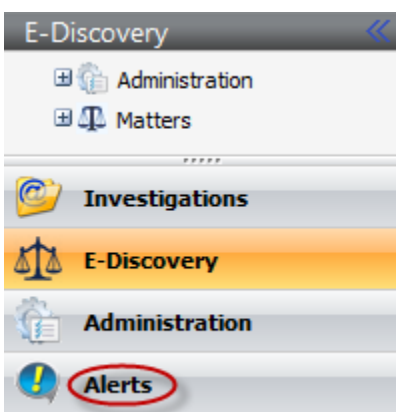 E-Discovery
Administration
Matters
Investigations
E-Discovery
Administration
Alerts